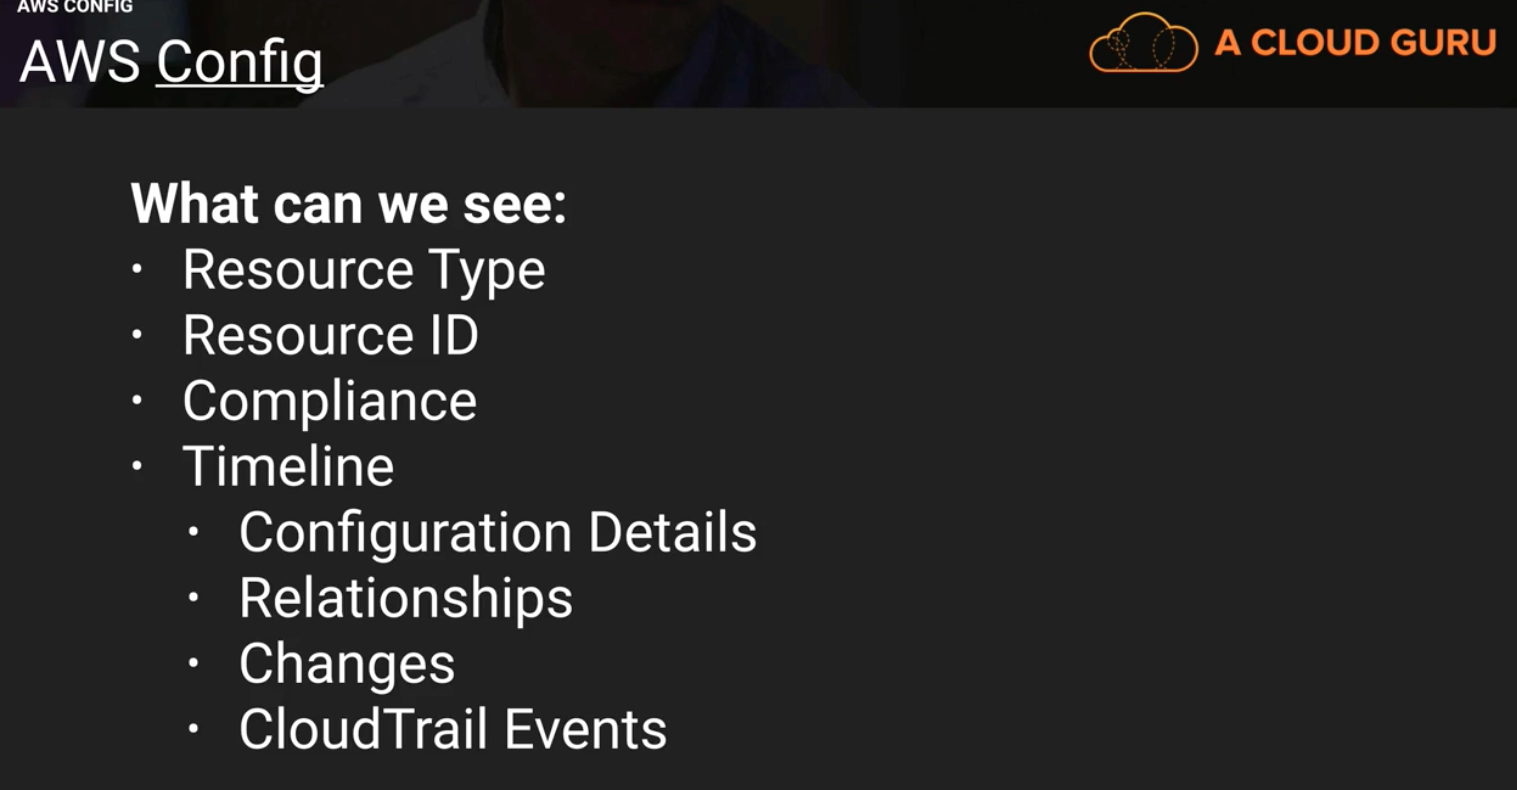 AWS CONFIG
AWS Config
A CLOUD GURU
What can we see:
• Resource Type
• Resource ID
• Compliance
• Timeline
• Configuration Details
• Relationships
• Changes
• CloudTrail Events